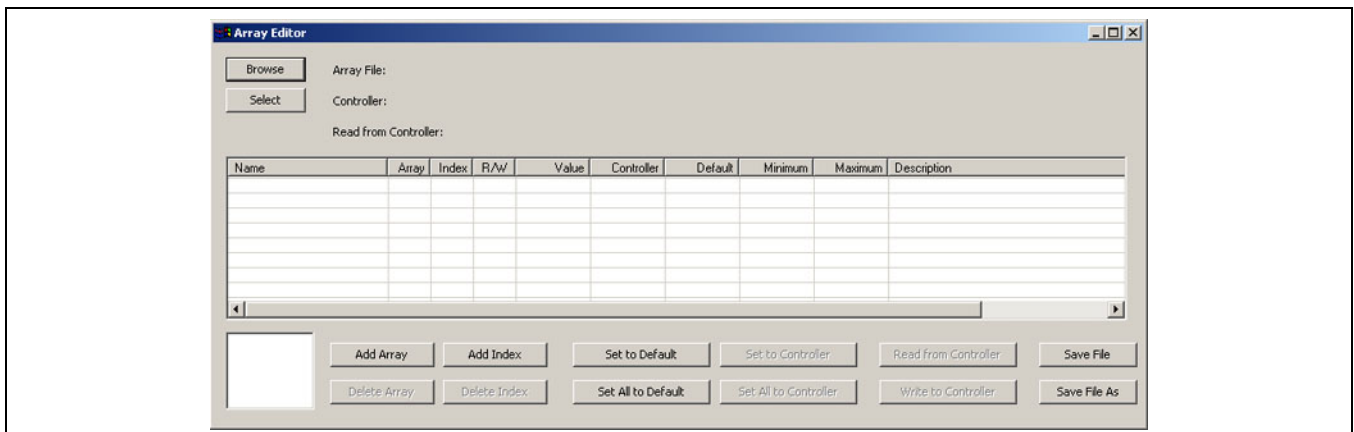 Array Editor
Browse Array File:
Select Controller:
Read from Controller:
Name Array Index R/W Value Controller Default Minimum Maximum Description
Add Array Add Index Set to Default Set to Controller Read from Controller Save File
Delete Array Delete Index Set All to Default Set All to Controller Write to Controller Save File As